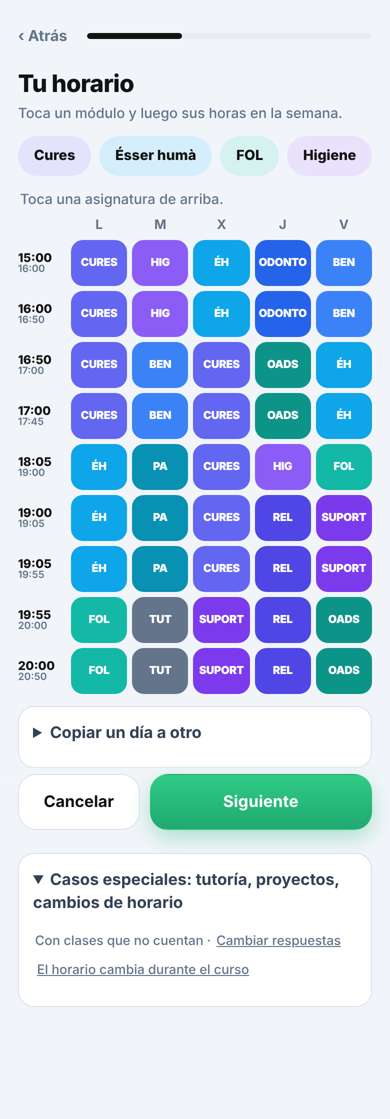 ‹ Atrás
Tu horario
Toca un módulo y luego sus horas en la semana.
Cures Ésser humà FOL Higiene
Toca una asignatura de arriba.
L M X J V
15:00 CURES HIG ÉH ODONTO BEN
16:00
16:00 CURES HIG ÉH ODONTO BEN
16:50
16:50 CURES BEN CURES OADS ÉH
17:00
17:00 CURES BEN CURES OADS ÉH
17:45
18:05 ÉH PA CURES HIG FOL
19:00
19:00 ÉH PA CURES REL SUPORT
19:05
19:05 ÉH PA CURES REL SUPORT
19:55
19:55 FOL TUT SUPORT REL OADS
20:00
20:00 FOL TUT SUPORT REL OADS
20:50
▶ Copiar un día a otro
Cancelar Siguiente
▼ Casos especiales: tutoría, proyectos,
cambios de horario
Con clases que no cuentan · Cambiar respuestas
El horario cambia durante el curso